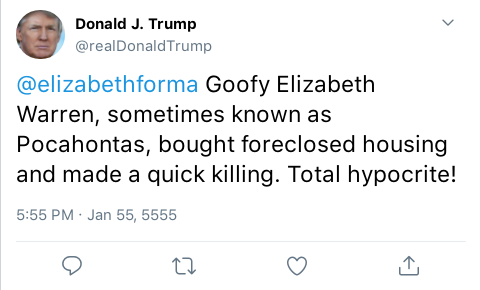 Donald J. Trump
@realDonaldTrump
@elizabethforma Goofy Elizabeth
Warren, sometimes known as
Pocahontas, bought foreclosed housing
and made a quick killing. Total hypocrite!
5:55 PM · Jan 55, 5555